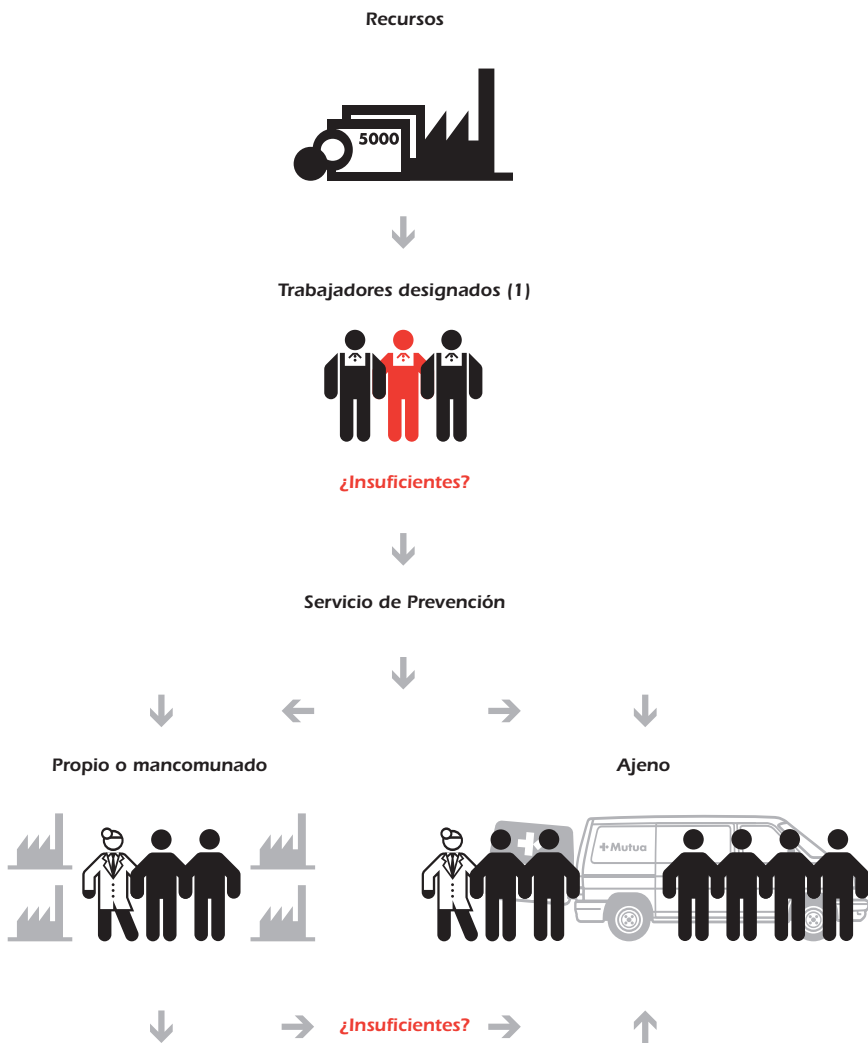 Recursos
5000
Trabajadores designados (1)
¿Insuficientes?
Servicio de Prevención
Propio o mancomunado
Ajeno
Mutua
¿Insuficientes?